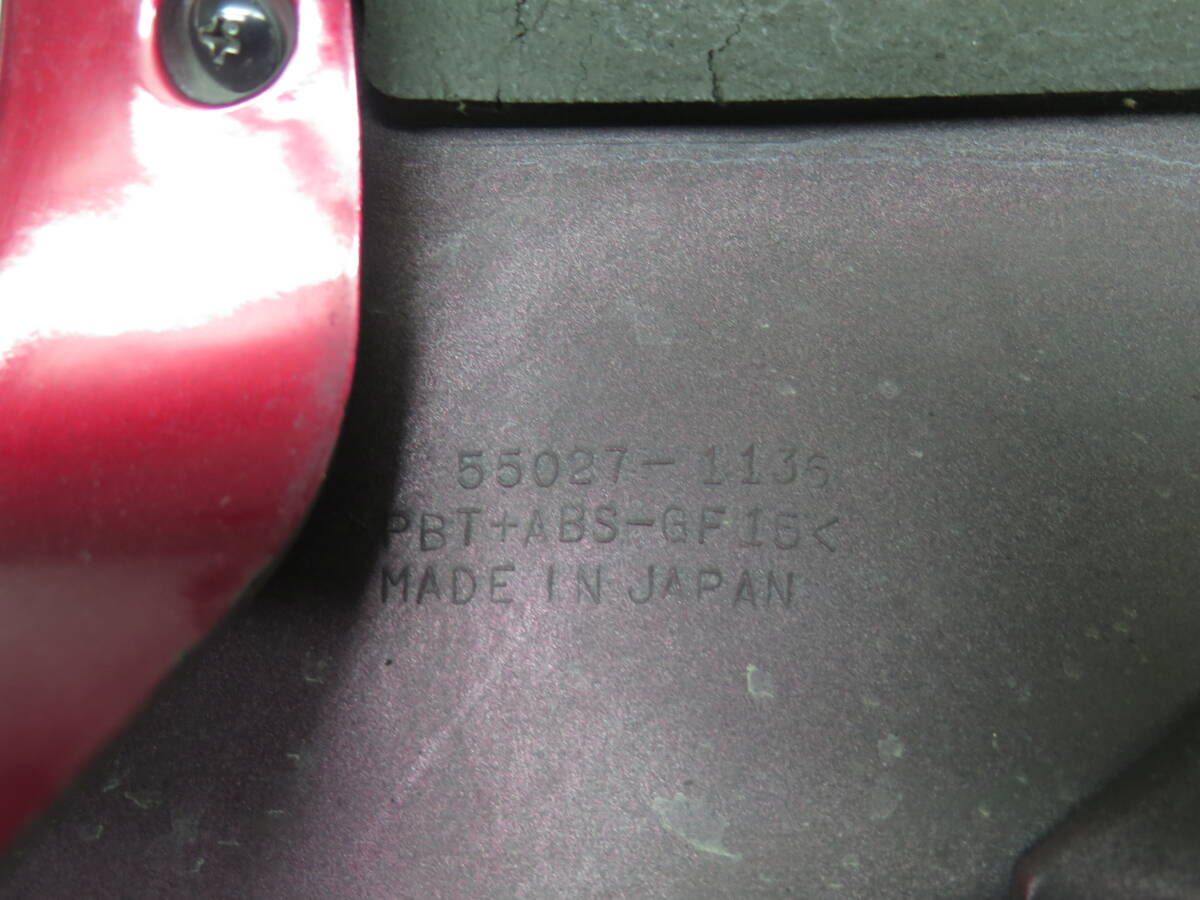 55027-1136
PBT+ABS-GF15<
MADE IN JAPAN